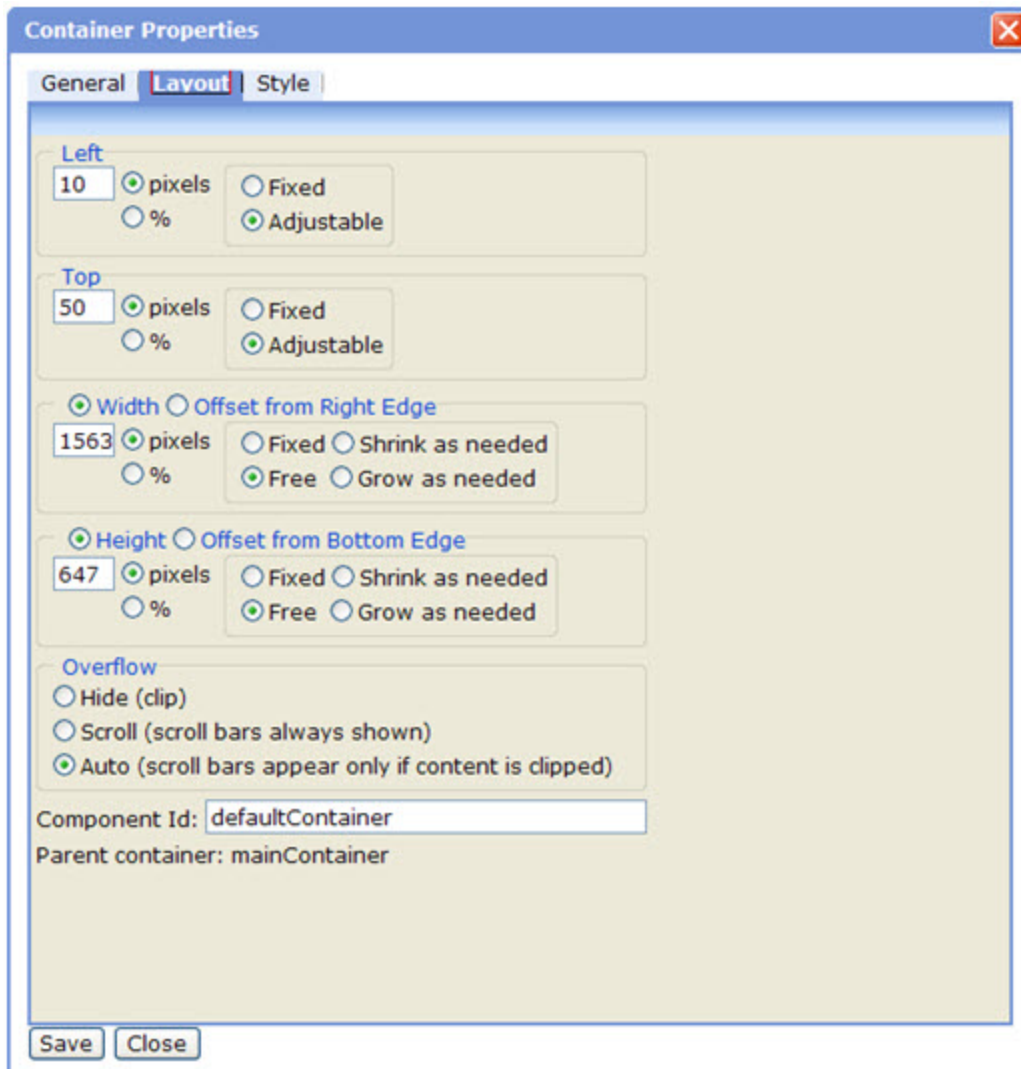 Container Properties
General Layout Style
Left
10 pixels Fixed
% Adjustable
Top
50 pixels Fixed
% Adjustable
Width Offset from Right Edge
1563 pixels Fixed Shrink as needed
% Free Grow as needed
Height Offset from Bottom Edge
647 pixels Fixed Shrink as needed
% Free Grow as needed
Overflow
Hide (clip)
Scroll (scroll bars always shown)
Auto (scroll bars appear only if content is clipped)
Component Id: defaultContainer
Parent container: mainContainer
Save Close